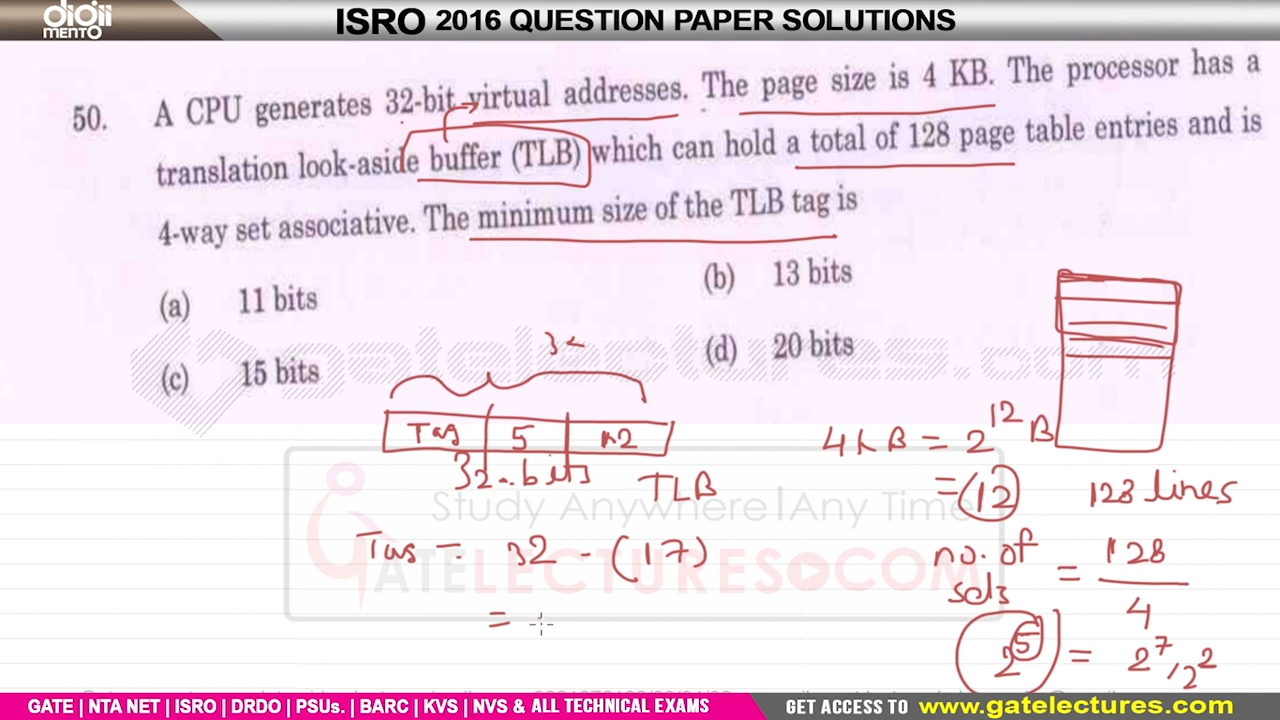 digii
MENTO
ISRO 2016 QUESTION PAPER SOLUTIONS
50. A CPU generates 32-bit virtual addresses. The page size is 4 KB. The processor has a
translation look-aside buffer (TLB) which can hold a total of 128 page table entries and is
4-way set associative. The minimum size of the TLB tag is
(a) 11 bits
(b) 13 bits
(c) 15 bits
(d) 20 bits
gatelectures.com
32
Tag 5 12
32 bits TLB
4KB = 2^12 B
= 12
128 lines
Study Anywhere|Any Time
GATELECTURES.COM
Tag = 32 - (17)
=
no. of sets = 128/4
2^5 = 2^7/2^2
GATE | NTA NET | ISRO | DRDO | PSUs. | BARC | KVS | NVS & ALL TECHNICAL EXAMS
GET ACCESS TO www.gatelectures.com